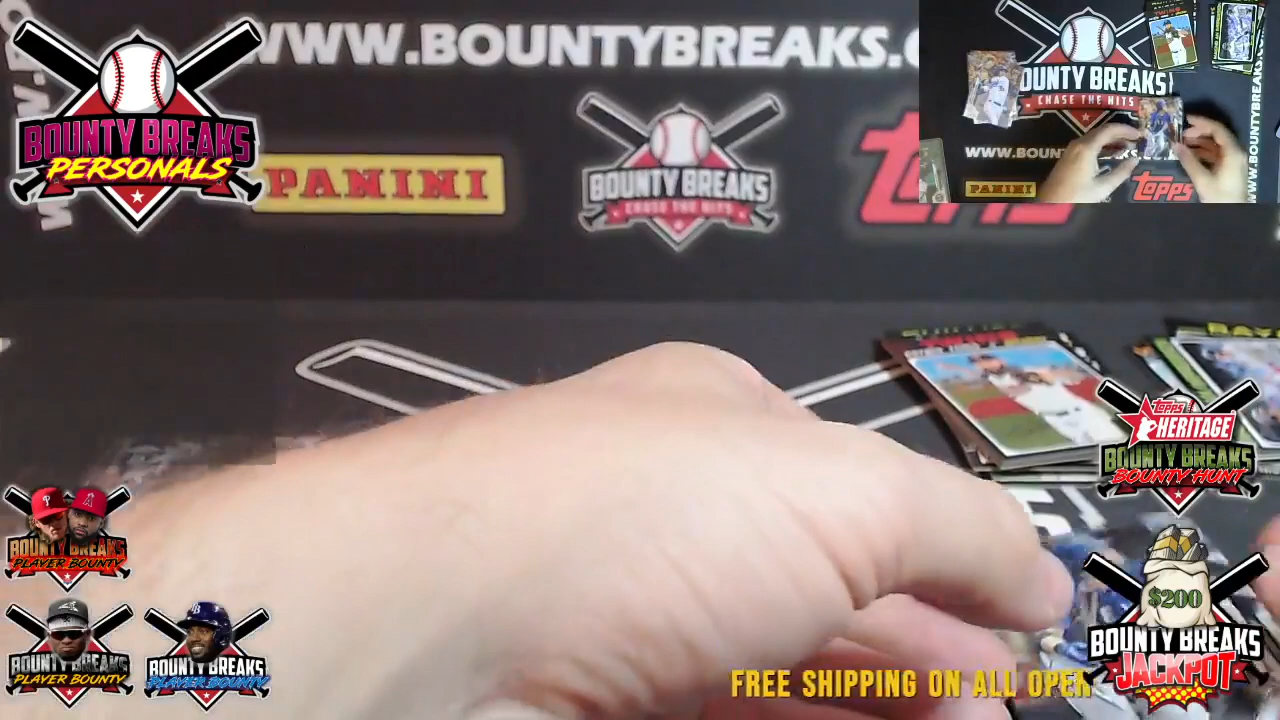 WWW.BOUNTYBREAKS.
BOUNTY BREAKS
PERSONALS
PANINI
BOUNTY BREAKS
CHASE THE HITS
TWINS
BOUNTY BREAKS
CHASE THE HITS
WWW.BOUN
PANINI
TOPPS
TOPPS
HERITAGE
BOUNTY BREAKS
BOUNTY HUNT
BOUNTY BREAKS
PLAYER BOUNTY
BOUNTY BREAKS
PLAYER BOUNTY
BOUNTY BREAKS
PLAYER BOUNTY
$200
BOUNTY BREAKS
JACKPOT
FREE SHIPPING ON ALL OPEN